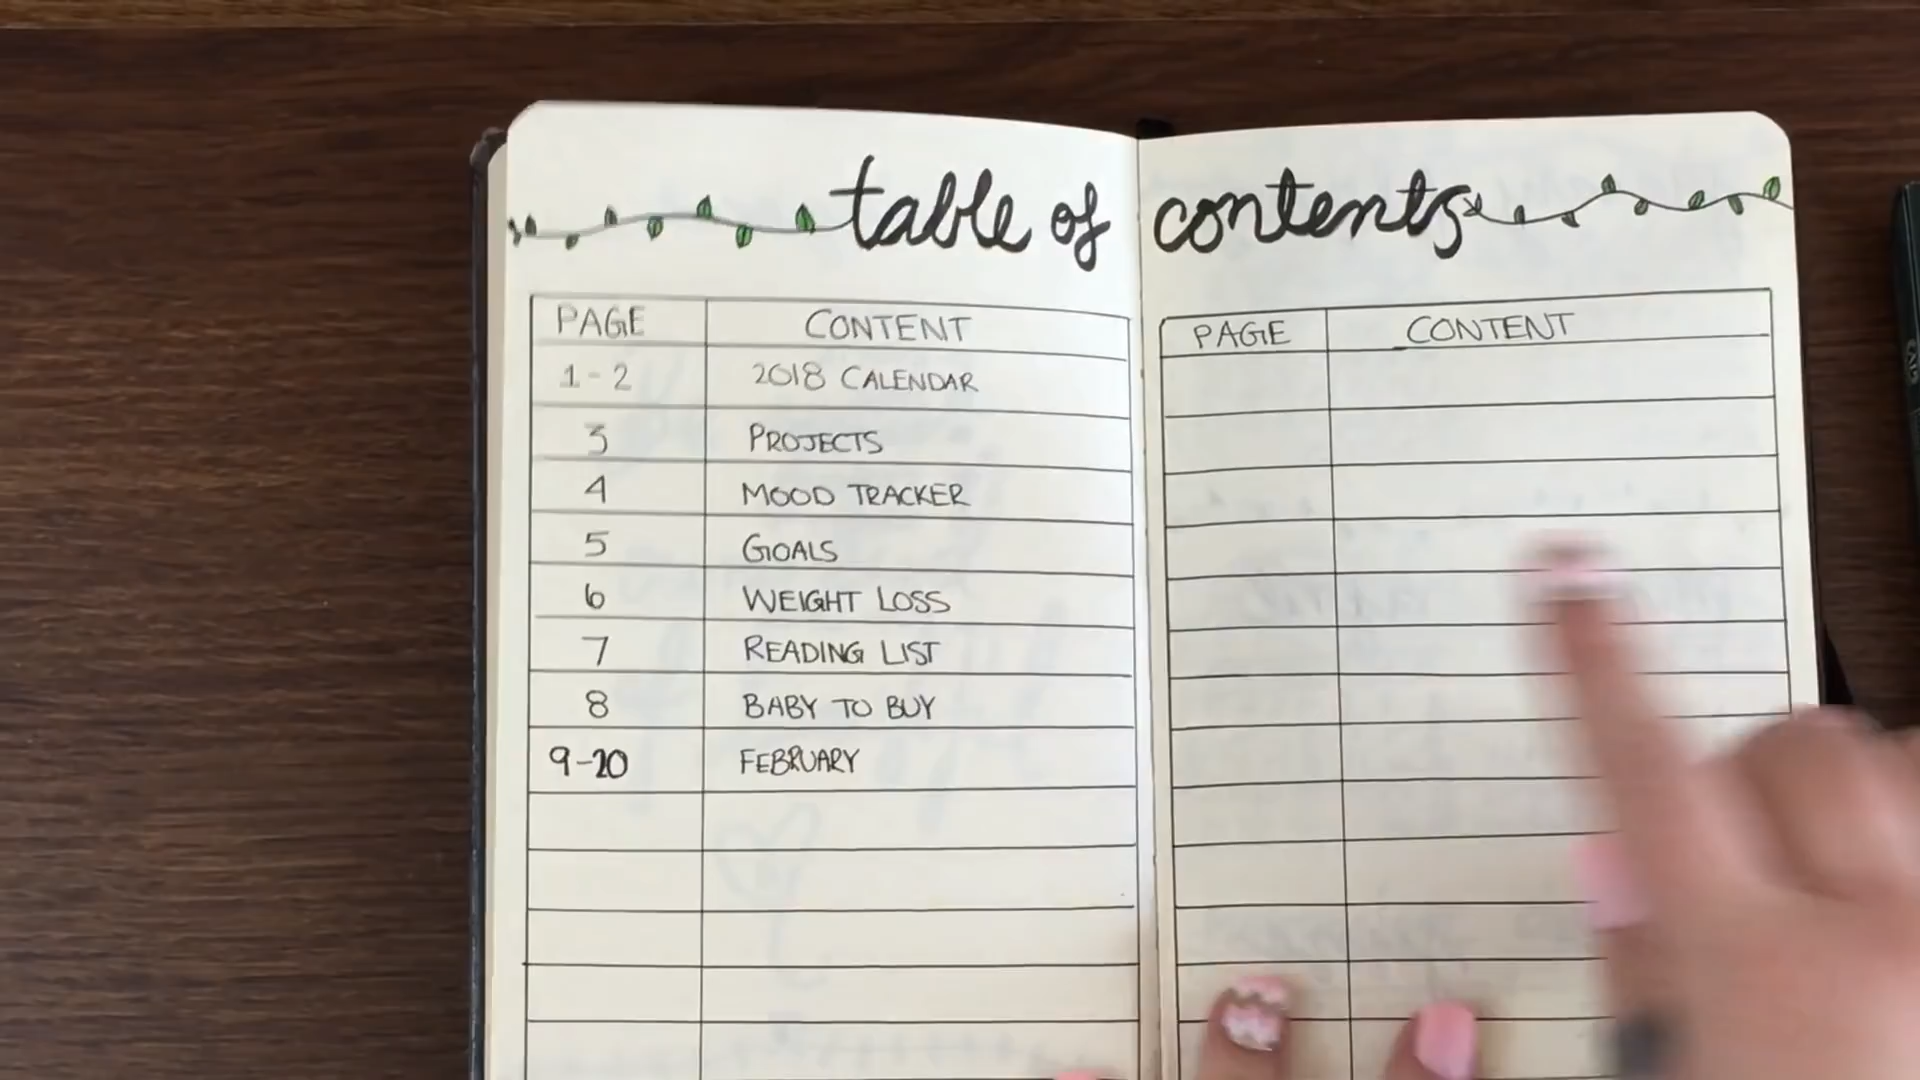 table of contents
PAGE CONTENT
1-2 2018 CALENDAR
3 PROJECTS
4 MOOD TRACKER
5 GOALS
6 WEIGHT LOSS
7 READING LIST
8 BABY TO BUY
9-20 FEBRUARY
PAGE CONTENT